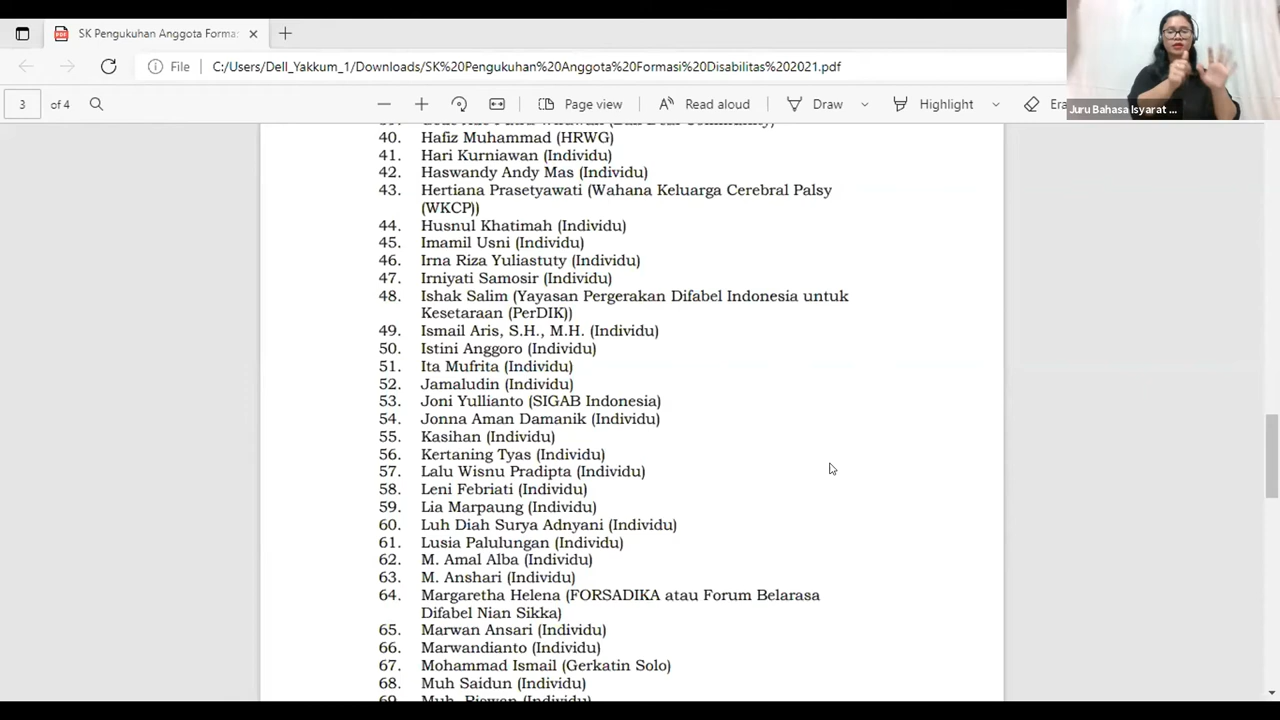 SK Pengukuhan Anggota Forma
File C:/Users/Dell_Yakkum_1/Downloads/SK%20Pengukuhan%20Anggota%20Formasi%20Disabilitas%202021.pdf
3 of 4 Page view Read aloud Draw Highlight Era
Juru Bahasa Isyarat ...
40. Hafiz Muhammad (HRWG)
41. Hari Kurniawan (Individu)
42. Haswandy Andy Mas (Individu)
43. Hertiana Prasetyawati (Wahana Keluarga Cerebral Palsy
(WKCP))
44. Husnul Khatimah (Individu)
45. Imamil Usni (Individu)
46. Irna Riza Yuliastuty (Individu)
47. Irniyati Samosir (Individu)
48. Ishak Salim (Yayasan Pergerakan Difabel Indonesia untuk
Kesetaraan (PerDIK))
49. Ismail Aris, S.H., M.H. (Individu)
50. Istini Anggoro (Individu)
51. Ita Mufrita (Individu)
52. Jamaludin (Individu)
53. Joni Yullianto (SIGAB Indonesia)
54. Jonna Aman Damanik (Individu)
55. Kasihan (Individu)
56. Kertaning Tyas (Individu)
57. Lalu Wisnu Pradipta (Individu)
58. Leni Febriati (Individu)
59. Lia Marpaung (Individu)
60. Luh Diah Surya Adnyani (Individu)
61. Lusia Palulungan (Individu)
62. M. Amal Alba (Individu)
63. M. Anshari (Individu)
64. Margaretha Helena (FORSADIKA atau Forum Belarasa
Difabel Nian Sikka)
65. Marwan Ansari (Individu)
66. Marwandianto (Individu)
67. Mohammad Ismail (Gerkatin Solo)
68. Muh Saidun (Individu)
69. Muh. Riswan (Individu)